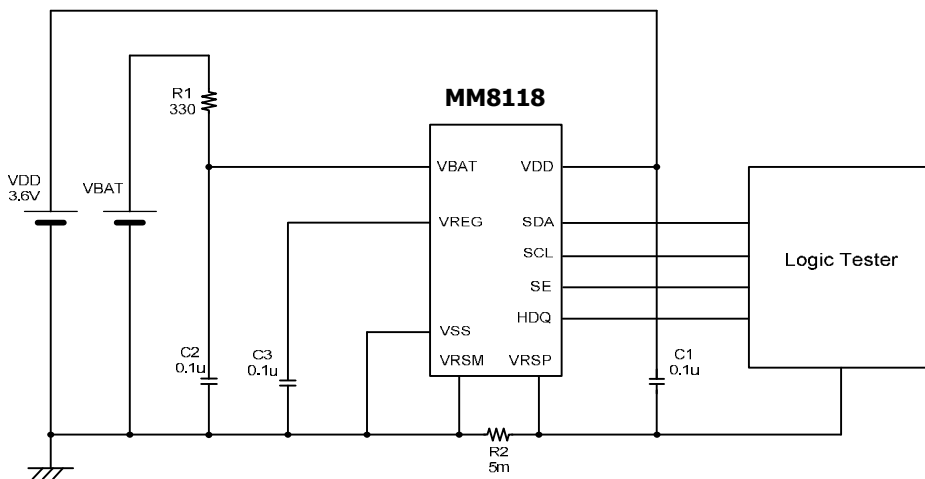 MM8118
R1
330
VDD
3.6V
VBAT
VBAT
VDD
VREG
SDA
SCL
SE
HDQ
VSS
VRSM
VRSP
Logic Tester
C2
0.1u
C3
0.1u
C1
0.1u
R2
5m